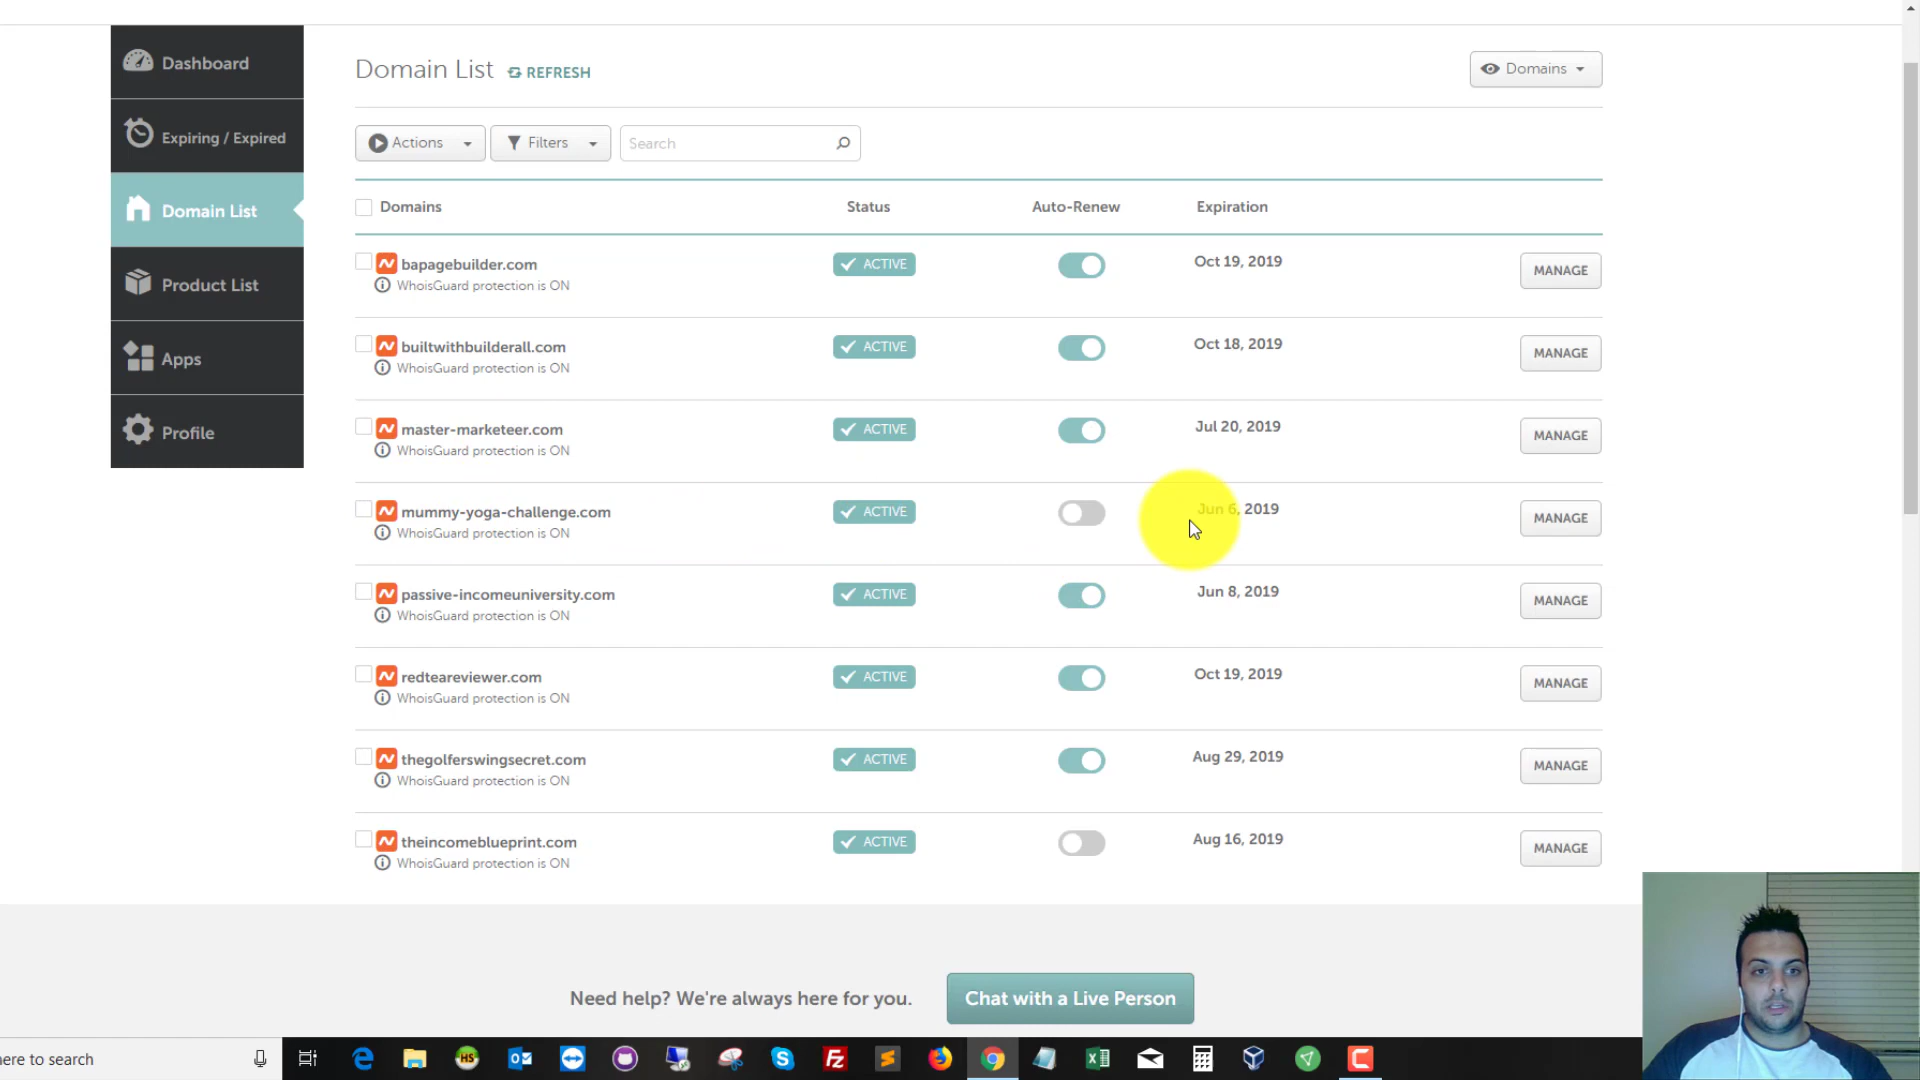 Dashboard
Expiring / Expired
Domain List
Product List
Apps
Profile
Domain List REFRESH
Domains
Actions Filters Search
Domains Status Auto-Renew Expiration
bapagebuilder.com ACTIVE Oct 19, 2019 MANAGE
WhoisGuard protection is ON
builtwithbuilderall.com ACTIVE Oct 18, 2019 MANAGE
WhoisGuard protection is ON
master-marketeer.com ACTIVE Jul 20, 2019 MANAGE
WhoisGuard protection is ON
mummy-yoga-challenge.com ACTIVE Jun 6, 2019 MANAGE
WhoisGuard protection is ON
passive-incomeuniversity.com ACTIVE Jun 8, 2019 MANAGE
WhoisGuard protection is ON
redteareviewer.com ACTIVE Oct 19, 2019 MANAGE
WhoisGuard protection is ON
thegolferswingsecret.com ACTIVE Aug 29, 2019 MANAGE
WhoisGuard protection is ON
theincomeblueprint.com ACTIVE Aug 16, 2019 MANAGE
WhoisGuard protection is ON
Need help? We're always here for you. Chat with a Live Person
here to search